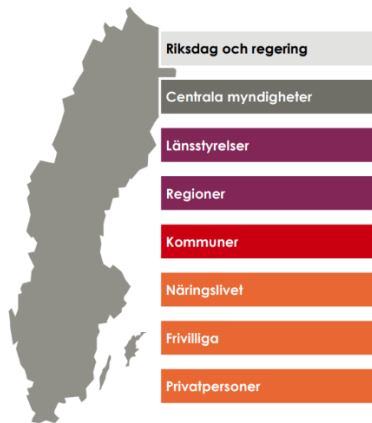 Riksdag och regering
Centrala myndigheter
Länsstyrelser
Regioner
Kommuner
Näringslivet
Frivilliga
Privatpersoner